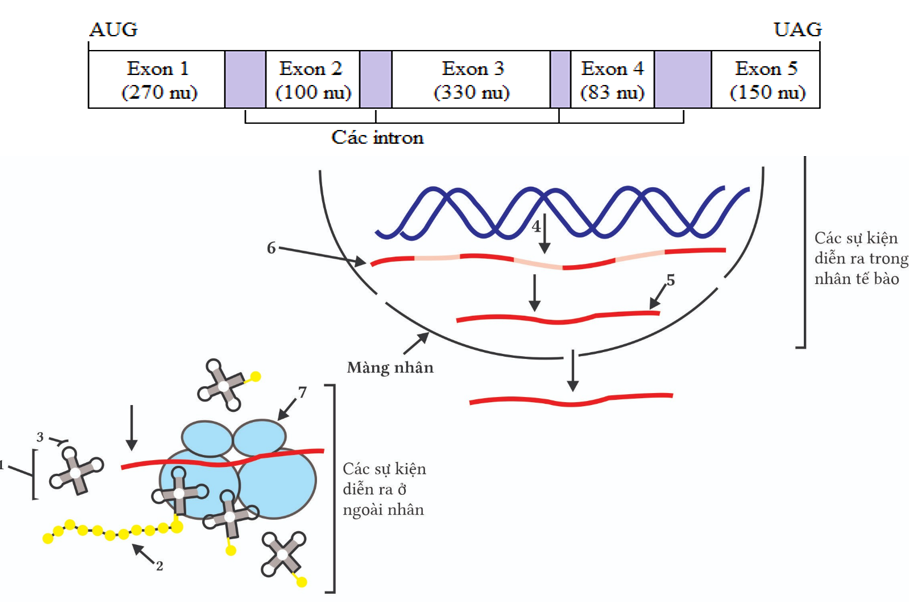 AUG UAG
Exon 1 Exon 2 Exon 3 Exon 4 Exon 5
(270 nu) (100 nu) (330 nu) (83 nu) (150 nu)
Các intron
4
6
5
Các sự kiện
diễn ra trong
nhân tế bào
Màng nhân
7
3
1
Các sự kiện
diễn ra ở
ngoài nhân
2